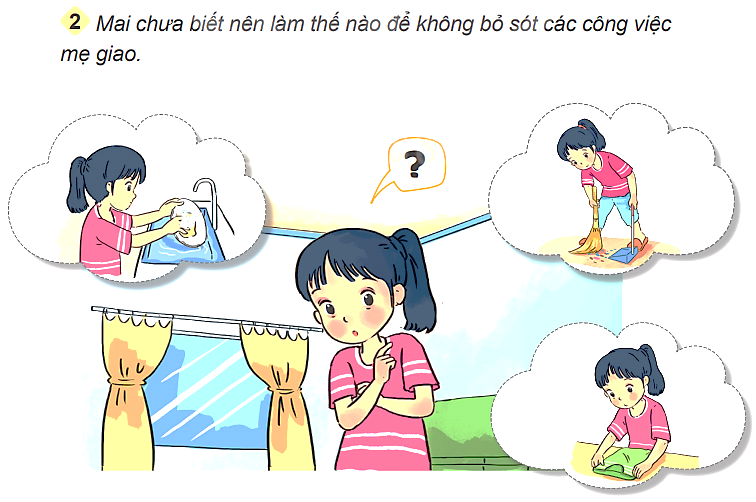 2 Mai chưa biết nên làm thế nào để không bỏ sót các công việc
mẹ giao.
?